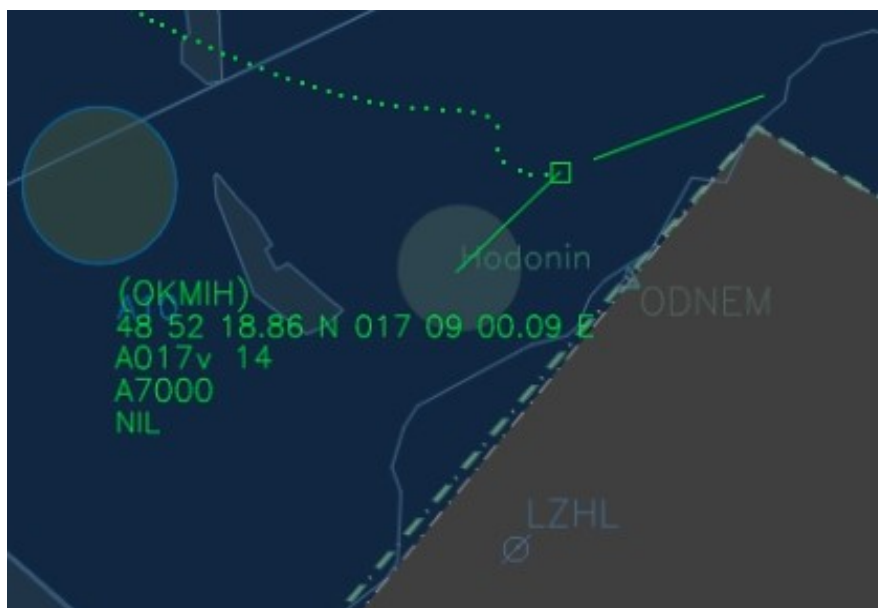 Hodonin
(OKMIH)
ODNEM
48 52 18.86 N 017 09 00.09 E
A017v 14
A7000
NIL
LZHL